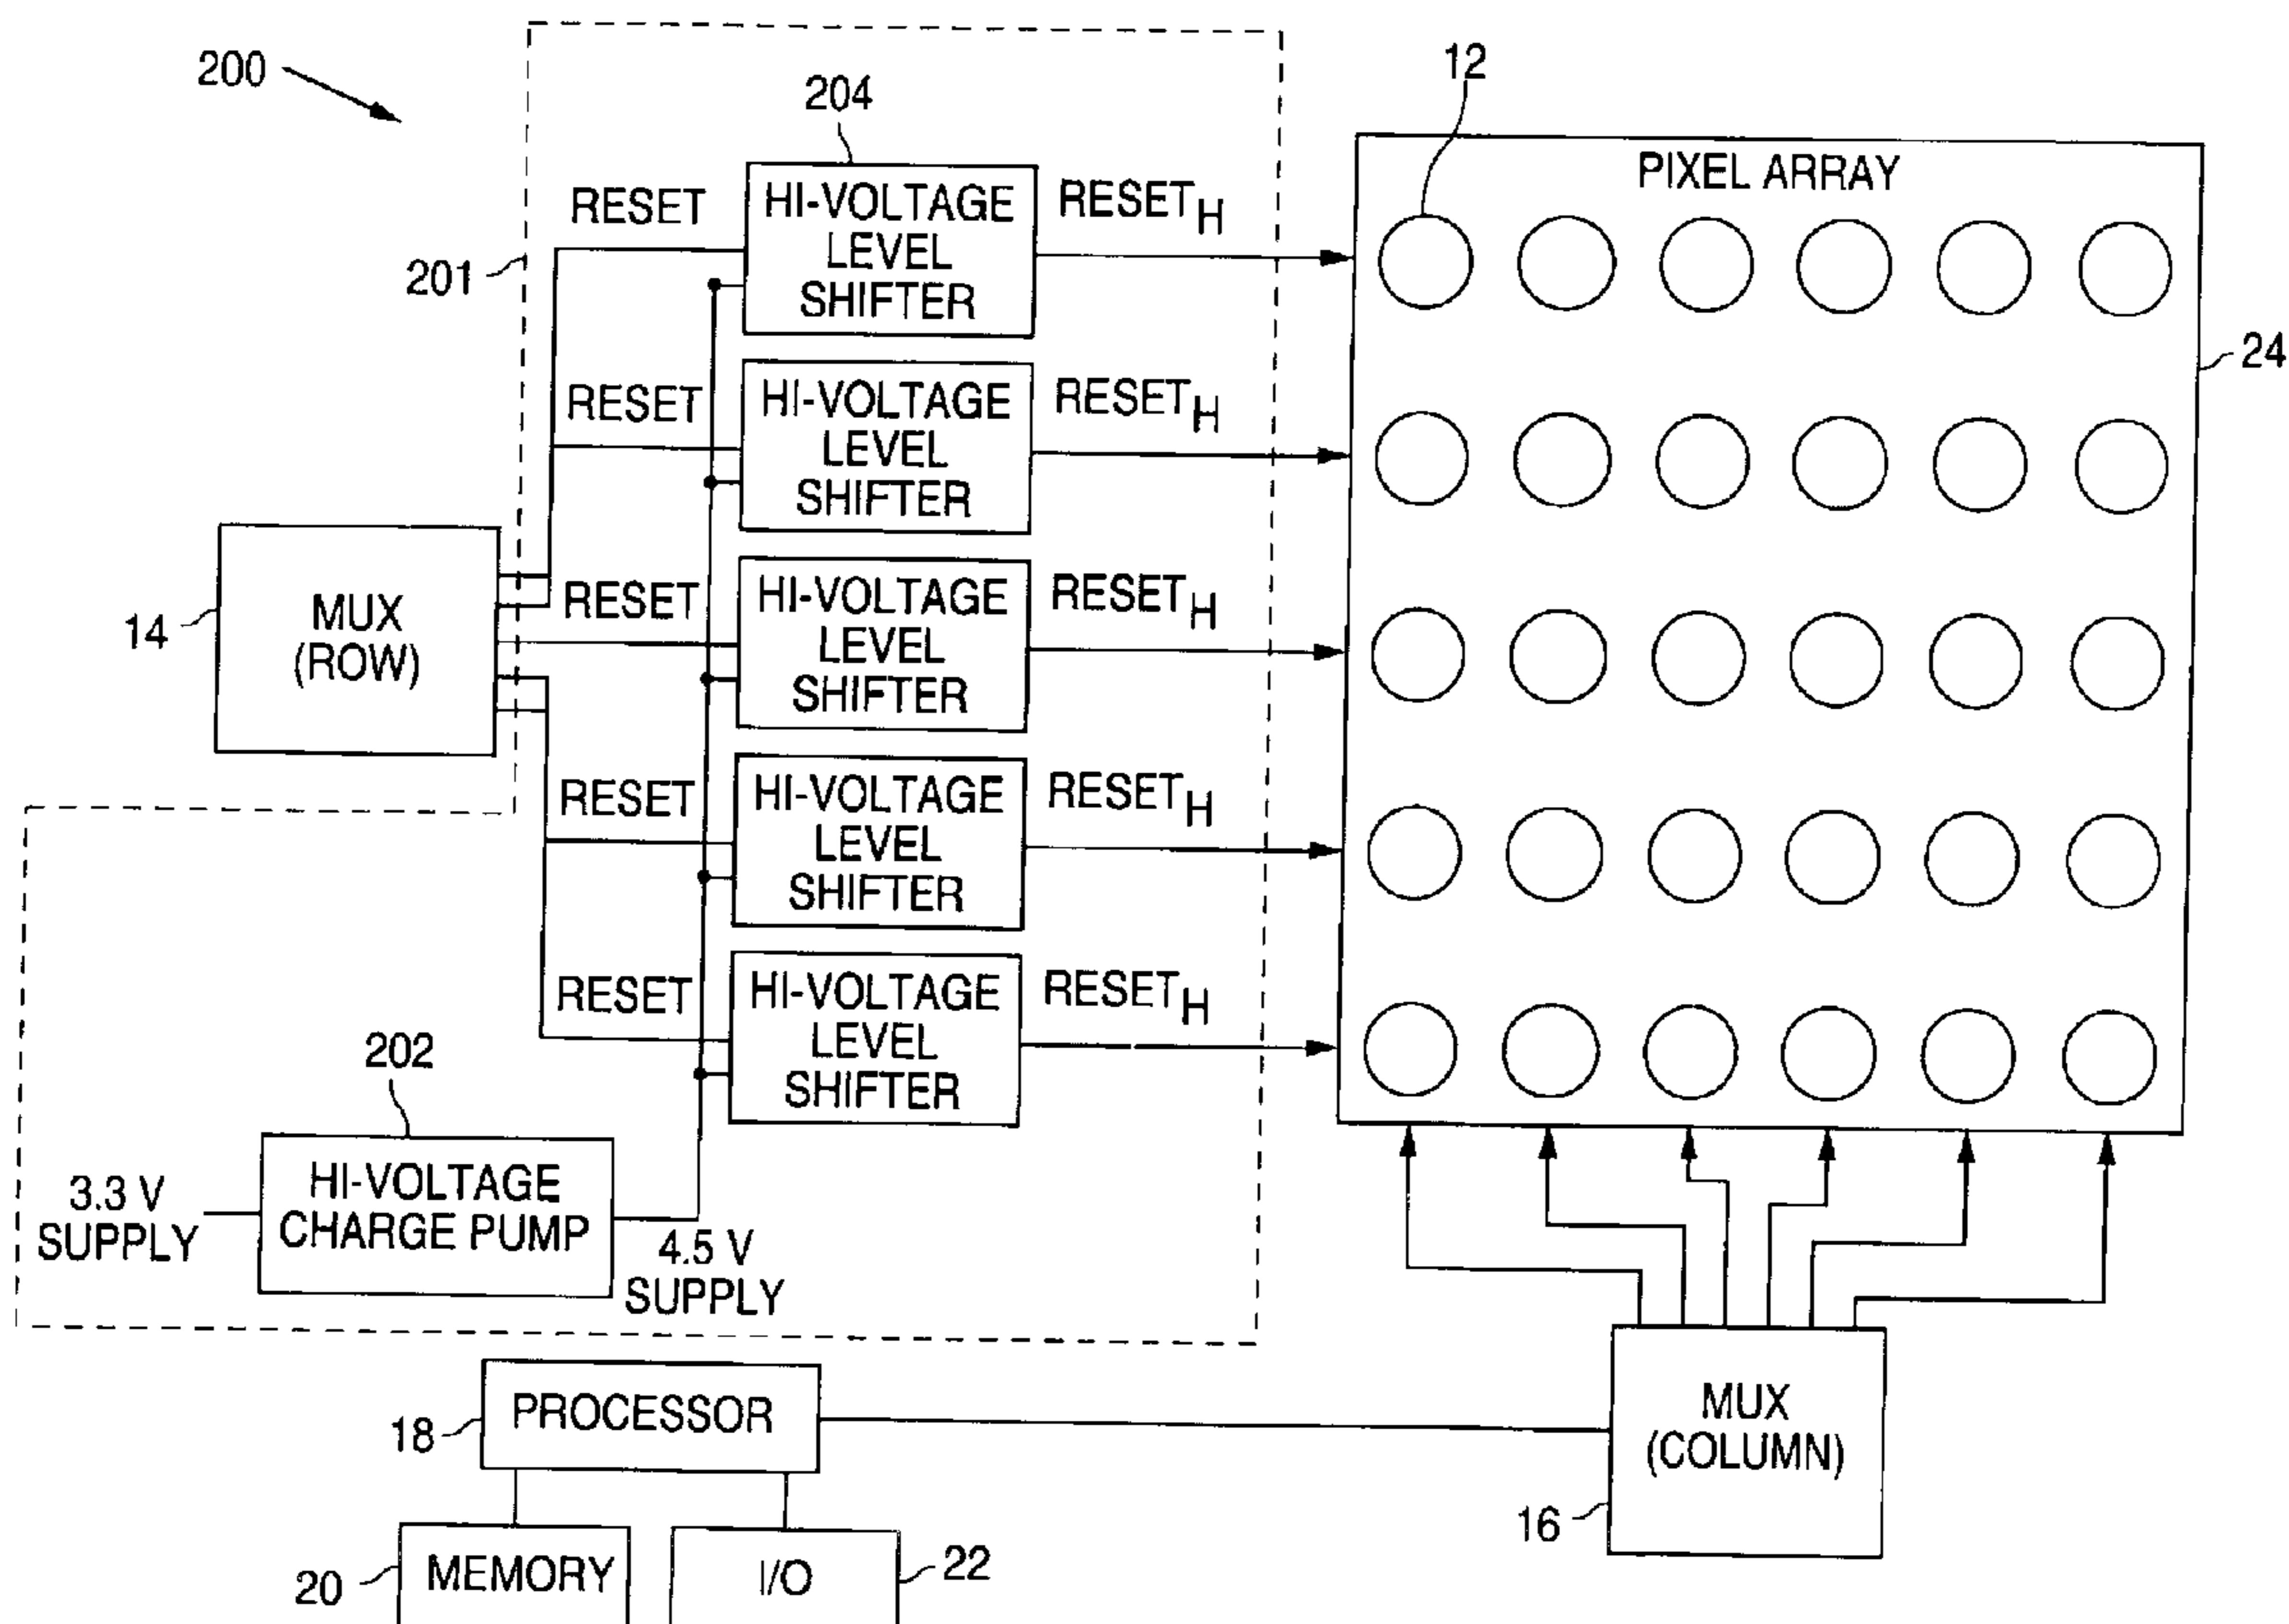 200
204
12
PIXEL ARRAY
RESET
HI-VOLTAGE
LEVEL
SHIFTER
RESETH
201
24
RESET
HI-VOLTAGE
LEVEL
SHIFTER
RESETH
14
MUX
(ROW)
RESET
HI-VOLTAGE
LEVEL
SHIFTER
RESETH
RESET
HI-VOLTAGE
LEVEL
SHIFTER
RESETH
RESET
HI-VOLTAGE
LEVEL
SHIFTER
RESETH
202
3.3 V
SUPPLY
HI-VOLTAGE
CHARGE PUMP
4.5 V
SUPPLY
18
PROCESSOR
MUX
(COLUMN)
16
20
MEMORY
I/O
22